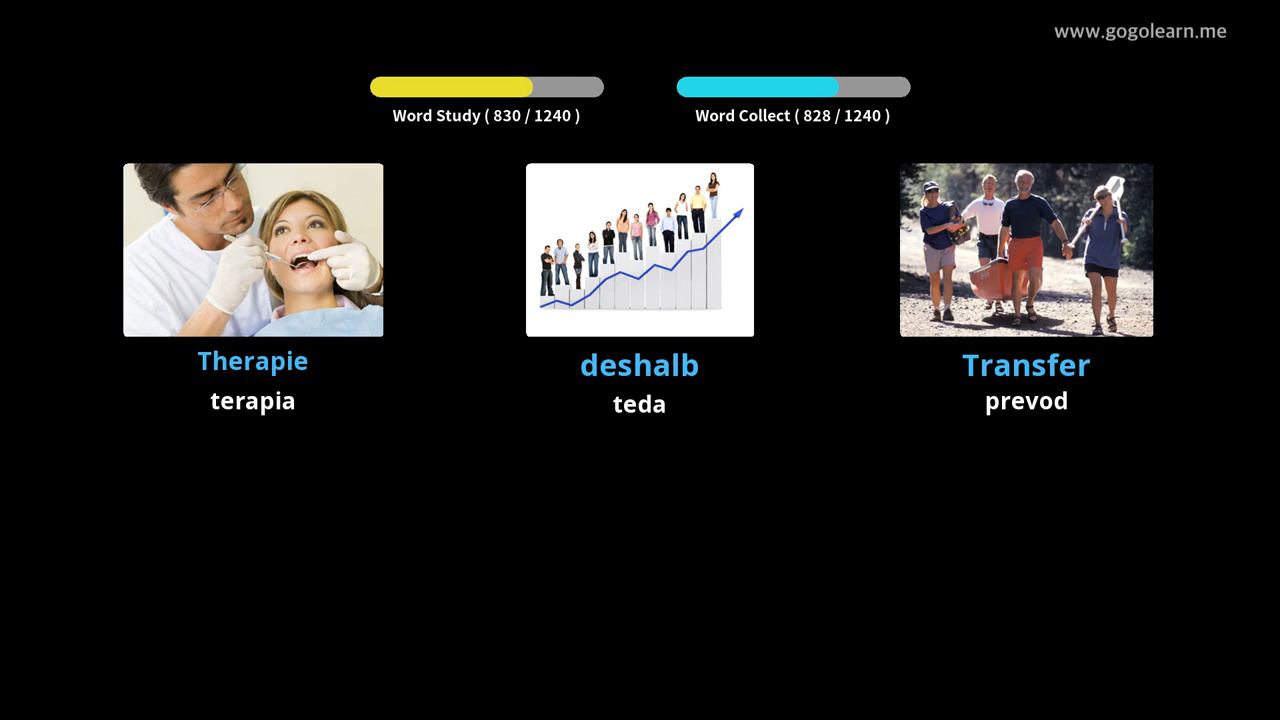 www.gogolearn.me
Word Study ( 830 / 1240 )
Word Collect ( 828 / 1240 )
Therapie
deshalb
Transfer
terapia
teda
prevod